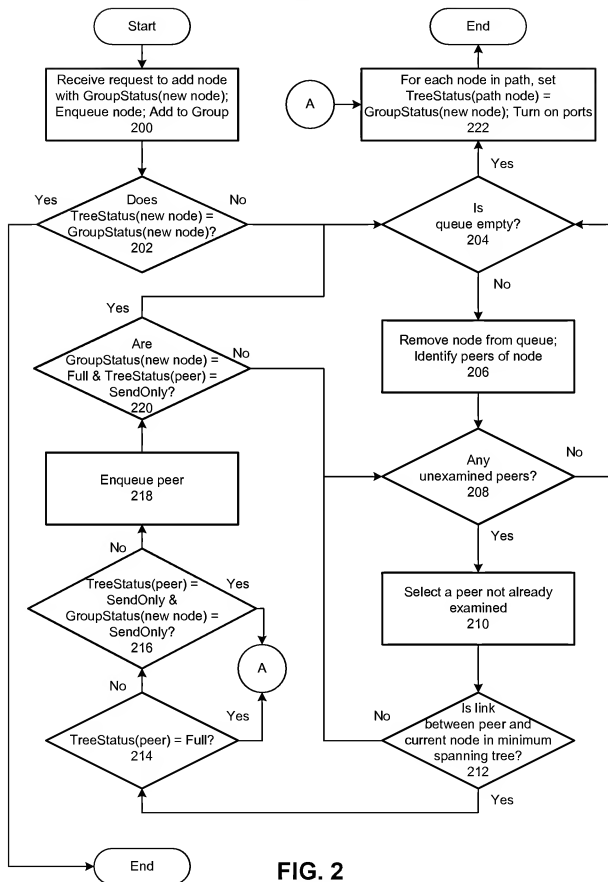 Start
Receive request to add node
with GroupStatus(new node);
Enqueue node; Add to Group
200
Yes
Does
TreeStatus(new node) =
GroupStatus(new node)?
202
No
End
A
For each node in path, set
TreeStatus(path node) =
GroupStatus(new node); Turn on ports
222
Yes
Is
queue empty?
204
No
Remove node from queue;
Identify peers of node
206
Any
unexamined peers?
208
No
Yes
Select a peer not already
examined
210
Is link
between peer and
current node in minimum
spanning tree?
212
No
Yes
Yes
Are
GroupStatus(new node) =
Full & TreeStatus(peer) =
SendOnly?
220
No
Enqueue peer
218
No
TreeStatus(peer) =
SendOnly &
GroupStatus(new node) =
SendOnly?
216
Yes
A
No
TreeStatus(peer) = Full?
214
Yes
End
FIG. 2